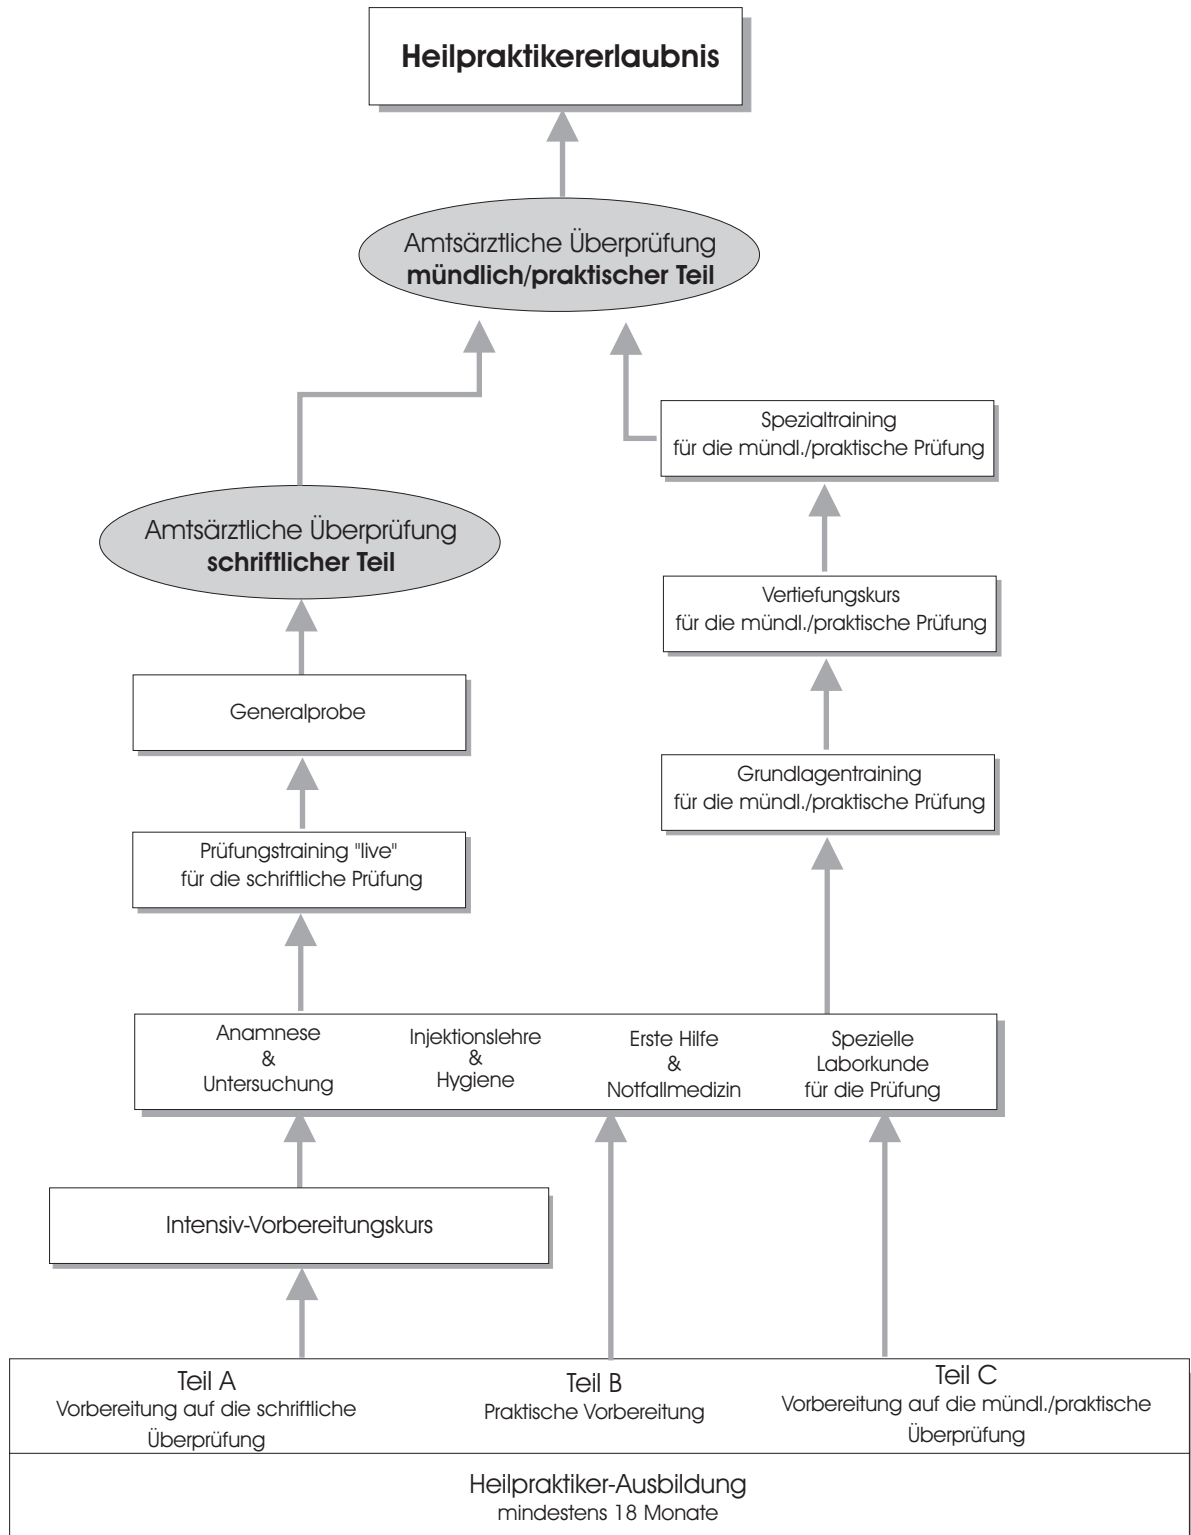 Heilpraktikererlaubnis
Amtsärztliche Überprüfung
mündlich/praktischer Teil
Spezialtraining
für die mündl./praktische Prüfung
Amtsärztliche Überprüfung
schriftlicher Teil
Vertiefungskurs
für die mündl./praktische Prüfung
Generalprobe
Grundlagentraining
für die mündl./praktische Prüfung
Prüfungstraining "live"
für die schriftliche Prüfung
Anamnese
&
Untersuchung
Injektionslehre
&
Hygiene
Erste Hilfe
&
Notfallmedizin
Spezielle
Laborkunde
für die Prüfung
Intensiv-Vorbereitungskurs
Teil A
Vorbereitung auf die schriftliche
Überprüfung
Teil B
Praktische Vorbereitung
Teil C
Vorbereitung auf die mündl./praktische
Überprüfung
Heilpraktiker-Ausbildung
mindestens 18 Monate